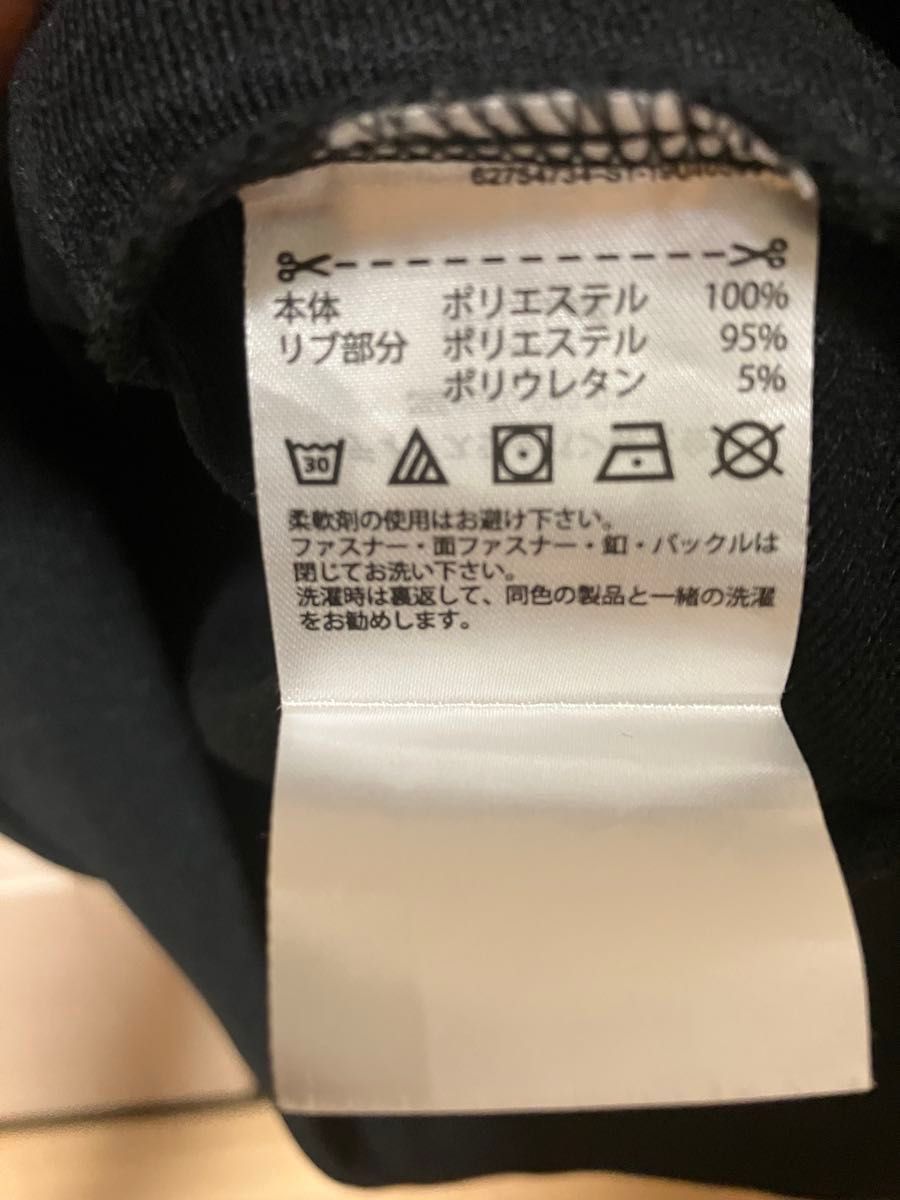 本体 ポリエステル 100%
リブ部分 ポリエステル 95%
ポリウレタン 5%
30
柔軟剤の使用はお避け下さい。
ファスナー・面ファスナー・釦・バックルは
閉じてお洗い下さい。
洗濯時は裏返して、同色の製品と一緒の洗濯
をお勧めします。